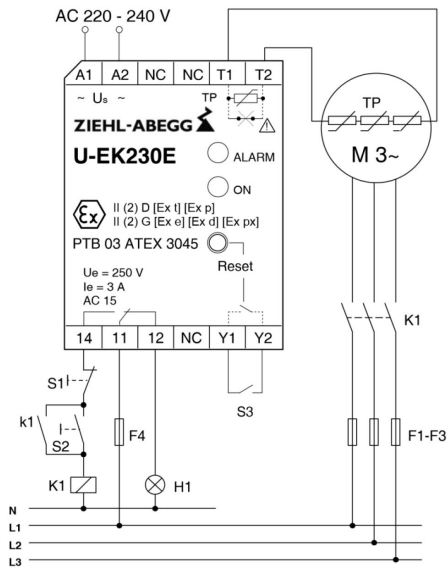 AC 220 - 240 V
A1 A2 NC NC T1 T2
~ Us ~
TP
TP
ZIEHL-ABEGG
U-EK230E
ALARM
M 3~
ON
Ex
II (2) D [Ex t] [Ex p]
II (2) G [Ex e] [Ex d] [Ex px]
PTB 03 ATEX 3045
Reset
Ue = 250 V
Ie = 3 A
AC 15
K1
14 11 12 NC Y1 Y2
S1
S3
k1
S2
F4
F1-F3
K1
H1
N
L1
L2
L3